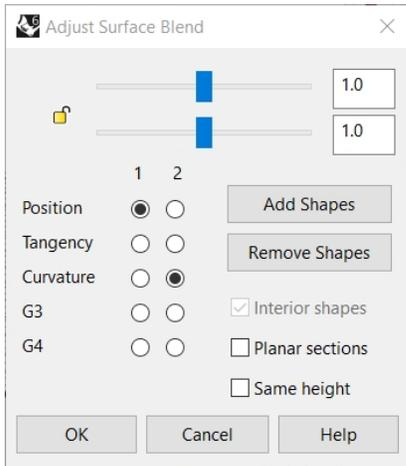 6 Adjust Surface Blend
1.0
1.0
1 2
Position
Add Shapes
Tangency
Remove Shapes
Curvature
G3
Interior shapes
G4
Planar sections
Same height
OK Cancel Help